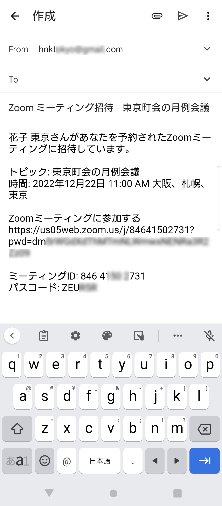 作成
From
.com
To
Zoom ミーティング招待 - 東京町会の月例会議
花子 東京さんがあなたを予約されたZoomミー
ティングに招待しています。
トピック: 東京町会の月例会議
時間: 2022年12月22日 11:00 AM 大阪、札幌、
東京
Zoomミーティングに参加する
https://us05web.zoom.us/j/84641502731?
pwd=
ミーティングID: 846 4 731
パスコード: ZEU
q w e r t y u i o p
a s d f g h j k l
z x c v b n m
あa1 @ 日本語 .